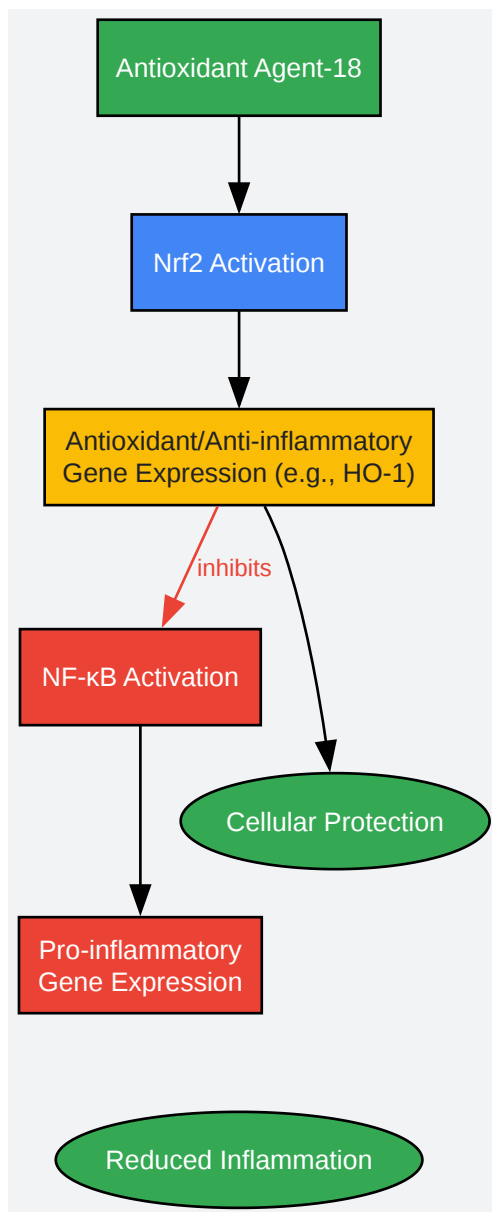 Antioxidant Agent-18
Nrf2 Activation
Antioxidant/Anti-inflammatory
Gene Expression (e.g., HO-1)
inhibits
NF-κB Activation
Cellular Protection
Pro-inflammatory
Gene Expression
Reduced Inflammation